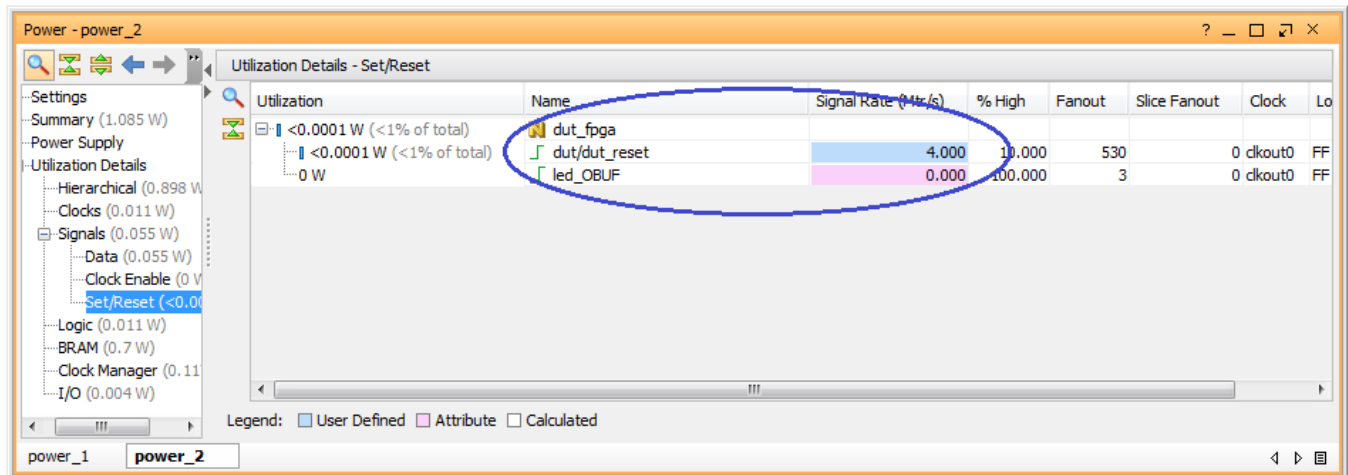 Power - power_2
Utilization Details - Set/Reset
Settings
Summary (1.085 W)
Power Supply
Utilization Details
Hierarchical (0.898 W
Clocks (0.011 W)
Signals (0.055 W)
Data (0.055 W)
Clock Enable (0 W
Set/Reset (<0.00
Logic (0.011 W)
BRAM (0.7 W)
Clock Manager (0.11
I/O (0.004 W)
Utilization Name Signal Rate (Mtr/s) % High Fanout Slice Fanout Clock Lo
<0.0001 W (<1% of total) dut_fpga
<0.0001 W (<1% of total) dut/dut_reset 4.000 10.000 530 0 clkout0 FF
0 W led_OBUF 0.000 100.000 3 0 clkout0 FF
Legend: User Defined Attribute Calculated
power_1 power_2